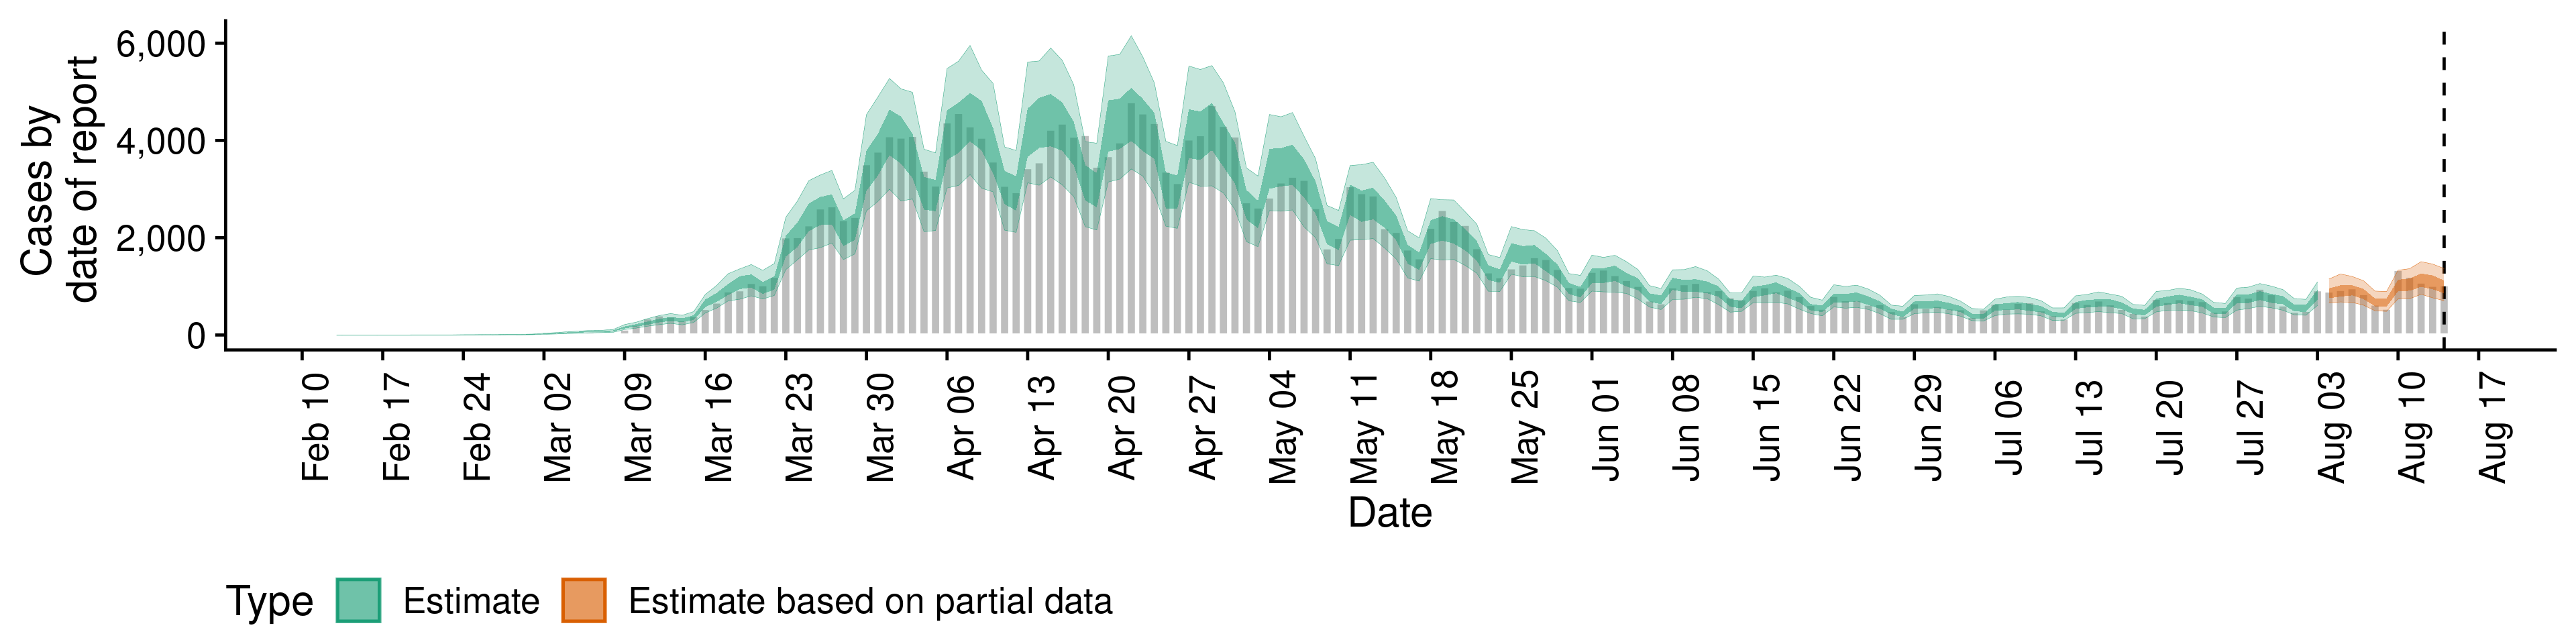 Cases by
date of report
6,000
4,000
2,000
0
Feb 10
Feb 17
Feb 24
Mar 02
Mar 09
Mar 16
Mar 23
Mar 30
Apr 06
Apr 13
Apr 20
Apr 27
May 04
May 11
May 18
May 25
Jun 01
Jun 08
Jun 15
Jun 22
Jun 29
Jul 06
Jul 13
Jul 20
Jul 27
Aug 03
Aug 10
Aug 17
Date
Type Estimate Estimate based on partial data